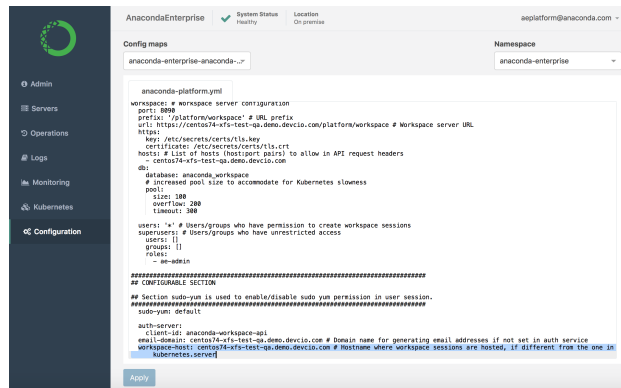 AnacondaEnterprise
System Status
Healthy
Location
On premise
aeplatform@anaconda.com
Config maps
Namespace
anaconda-enterprise-anaconda-...
anaconda-enterprise
Admin
Servers
Operations
Logs
Monitoring
Kubernetes
Configuration
anaconda-platform.yml
workspace: # Workspace server configuration
port: 8090
prefix: '/platform/workspace' # URL prefix
url: https://centos74-xfs-test-qa.demo.devcio.com/platform/workspace # Workspace server URL
https:
key: /etc/secrets/certs/tls.key
certificate: /etc/secrets/certs/tls.crt
hosts: # List of hosts (host:port pairs) to allow in API request headers
- centos74-xfs-test-qa.demo.devcio.com
db:
database: anaconda_workspace
# increased pool size to accommodate for Kubernetes slowness
pool:
size: 100
overflow: 200
timeout: 300
users: '*' # Users/groups who have permission to create workspace sessions
superusers: # Users/groups who have unrestricted access
users: []
groups: []
roles:
- ae-admin
################################################################################
## CONFIGURABLE SECTION
## Section sudo-yum is used to enable/disable sudo yum permission in user session.
################################################################################
sudo-yum: default
auth-server:
client-id: anaconda-workspace-api
email-domain: centos74-xfs-test-qa.demo.devcio.com # Domain name for generating email addresses if not set in auth service
workspace-host: centos74-xfs-test-qa.demo.devcio.com # Hostname where workspace sessions are hosted, if different from the one in
kubernetes.server
Apply